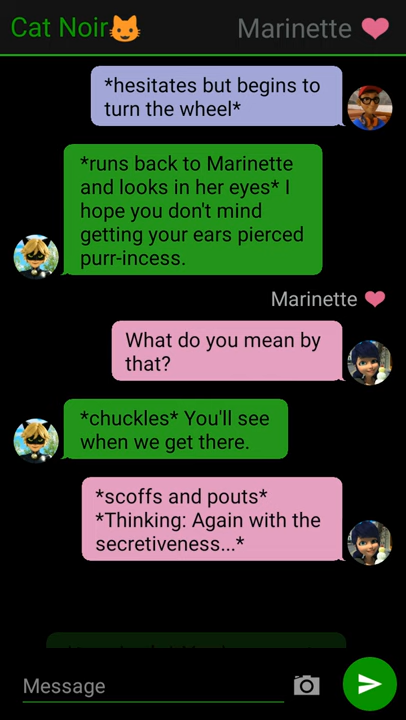 Cat Noir🐱 Marinette 💗
*hesitates but begins to
turn the wheel*
*runs back to Marinette
and looks in her eyes* I
hope you don't mind
getting your ears pierced
purr-incess.
Marinette 💗
What do you mean by
that?
*chuckles* You'll see
when we get there.
*scoffs and pouts*
*Thinking: Again with the
secretiveness...*
Message